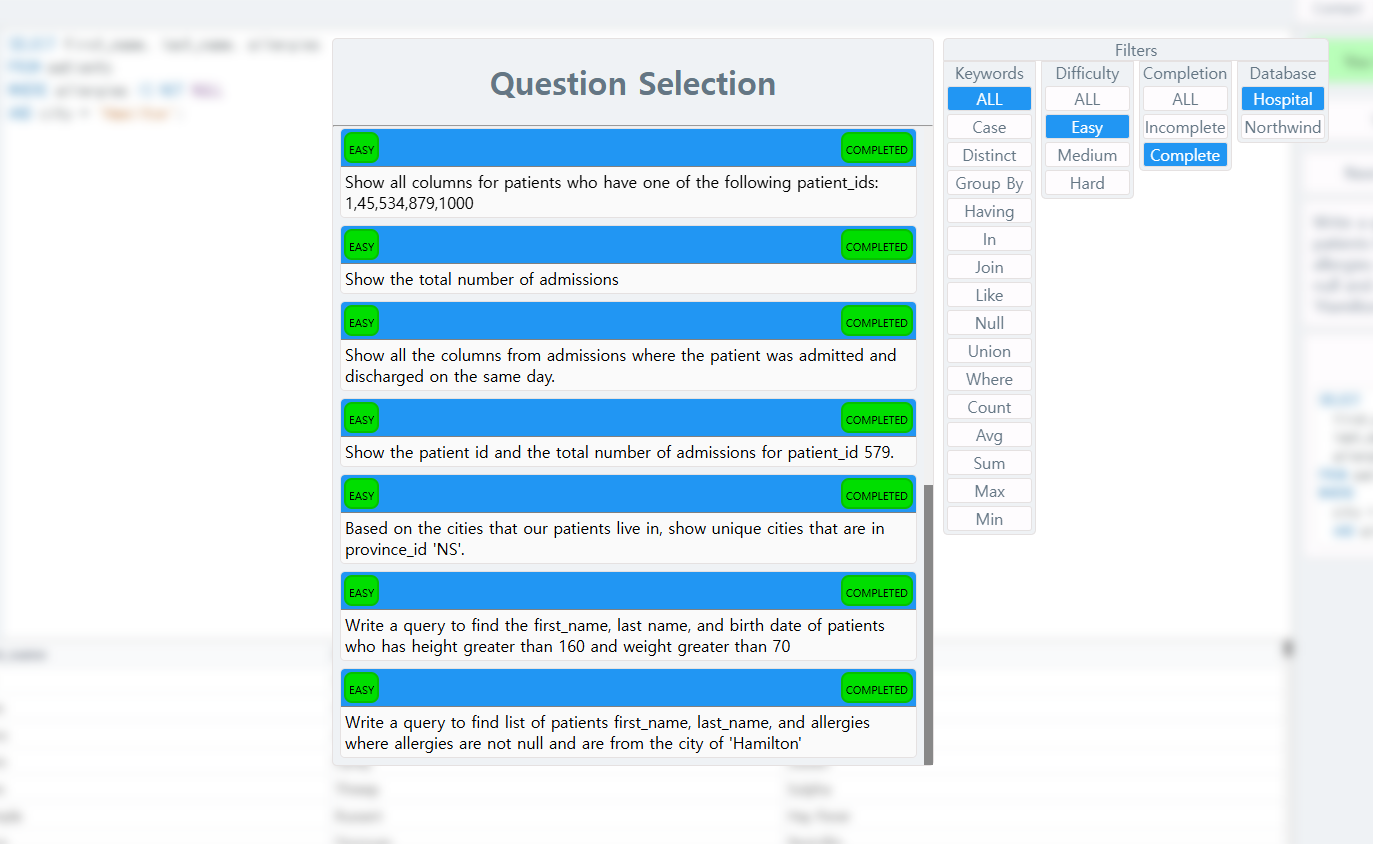 Question Selection
EASY COMPLETED
Show all columns for patients who have one of the following patient_ids:
1,45,534,879,1000
EASY COMPLETED
Show the total number of admissions
EASY COMPLETED
Show all the columns from admissions where the patient was admitted and
discharged on the same day.
EASY COMPLETED
Show the patient id and the total number of admissions for patient_id 579.
EASY COMPLETED
Based on the cities that our patients live in, show unique cities that are in
province_id 'NS'.
EASY COMPLETED
Write a query to find the first_name, last name, and birth date of patients
who has height greater than 160 and weight greater than 70
EASY COMPLETED
Write a query to find list of patients first_name, last_name, and allergies
where allergies are not null and are from the city of 'Hamilton'
Filters
Keywords
ALL
Case
Distinct
Group By
Having
In
Join
Like
Null
Union
Where
Count
Avg
Sum
Max
Min
Difficulty
ALL
Easy
Medium
Hard
Completion
ALL
Incomplete
Complete
Database
Hospital
Northwind